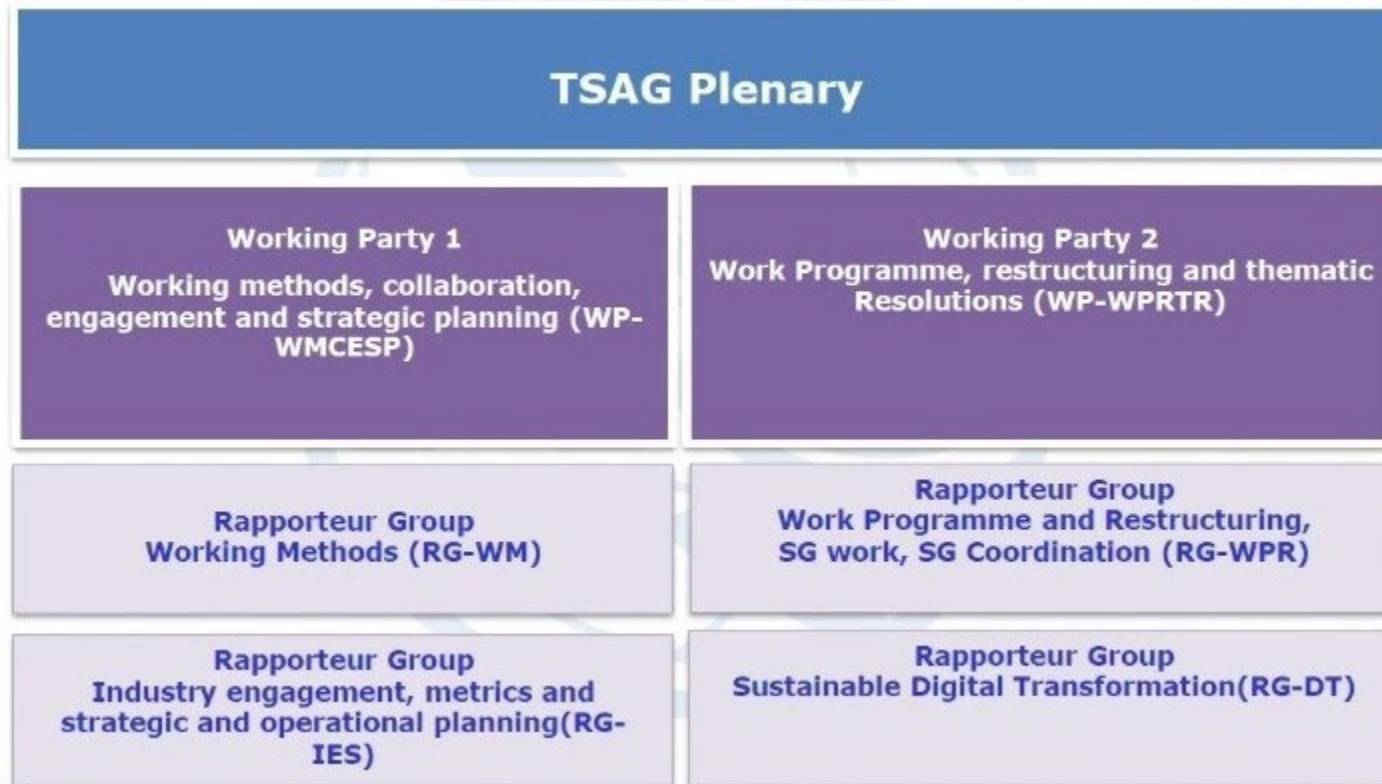 TSAG Plenary
Working Party 1
Working methods, collaboration,
engagement and strategic planning (WP-
WMCESP)
Working Party 2
Work Programme, restructuring and thematic
Resolutions (WP-WPRTR)
Rapporteur Group
Working Methods (RG-WM)
Rapporteur Group
Work Programme and Restructuring,
SG work, SG Coordination (RG-WPR)
Rapporteur Group
Industry engagement, metrics and
strategic and operational planning(RG-
IES)
Rapporteur Group
Sustainable Digital Transformation(RG-DT)